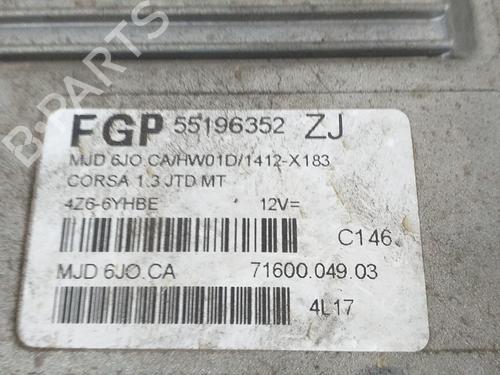 FGP 55196352 ZJ
MJD 6JO.CA/HW01D/1412-X183
CORSA 1.3 JTD MT
4Z6-6YHBE 12V=
C146
MJD 6JO.CA 71600.049.03
4L17
B-PARTS